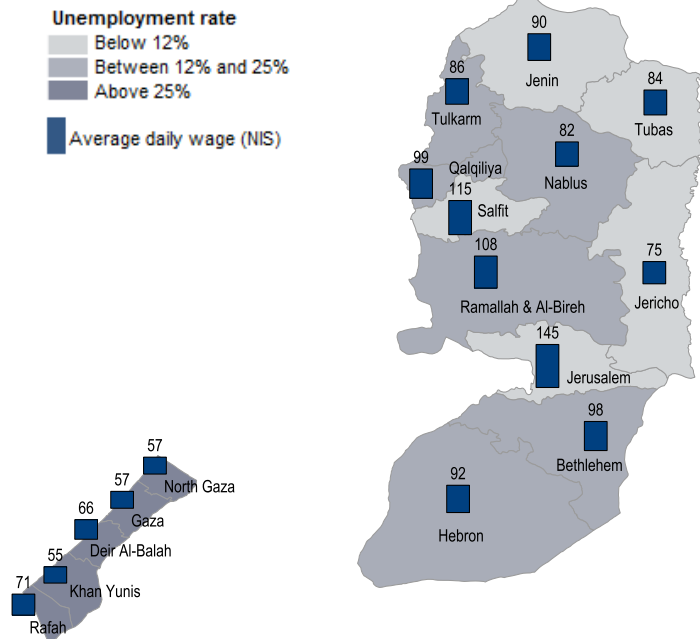 Unemployment rate
Below 12%
Between 12% and 25%
Above 25%
Average daily wage (NIS)
90
Jenin
86
Tulkarm
84
Tubas
82
Nablus
99
Qalqiliya
115
Salfit
108
Ramallah & Al-Bireh
75
Jericho
145
Jerusalem
98
Bethlehem
92
Hebron
57
North Gaza
57
Gaza
66
Deir Al-Balah
55
Khan Yunis
71
Rafah